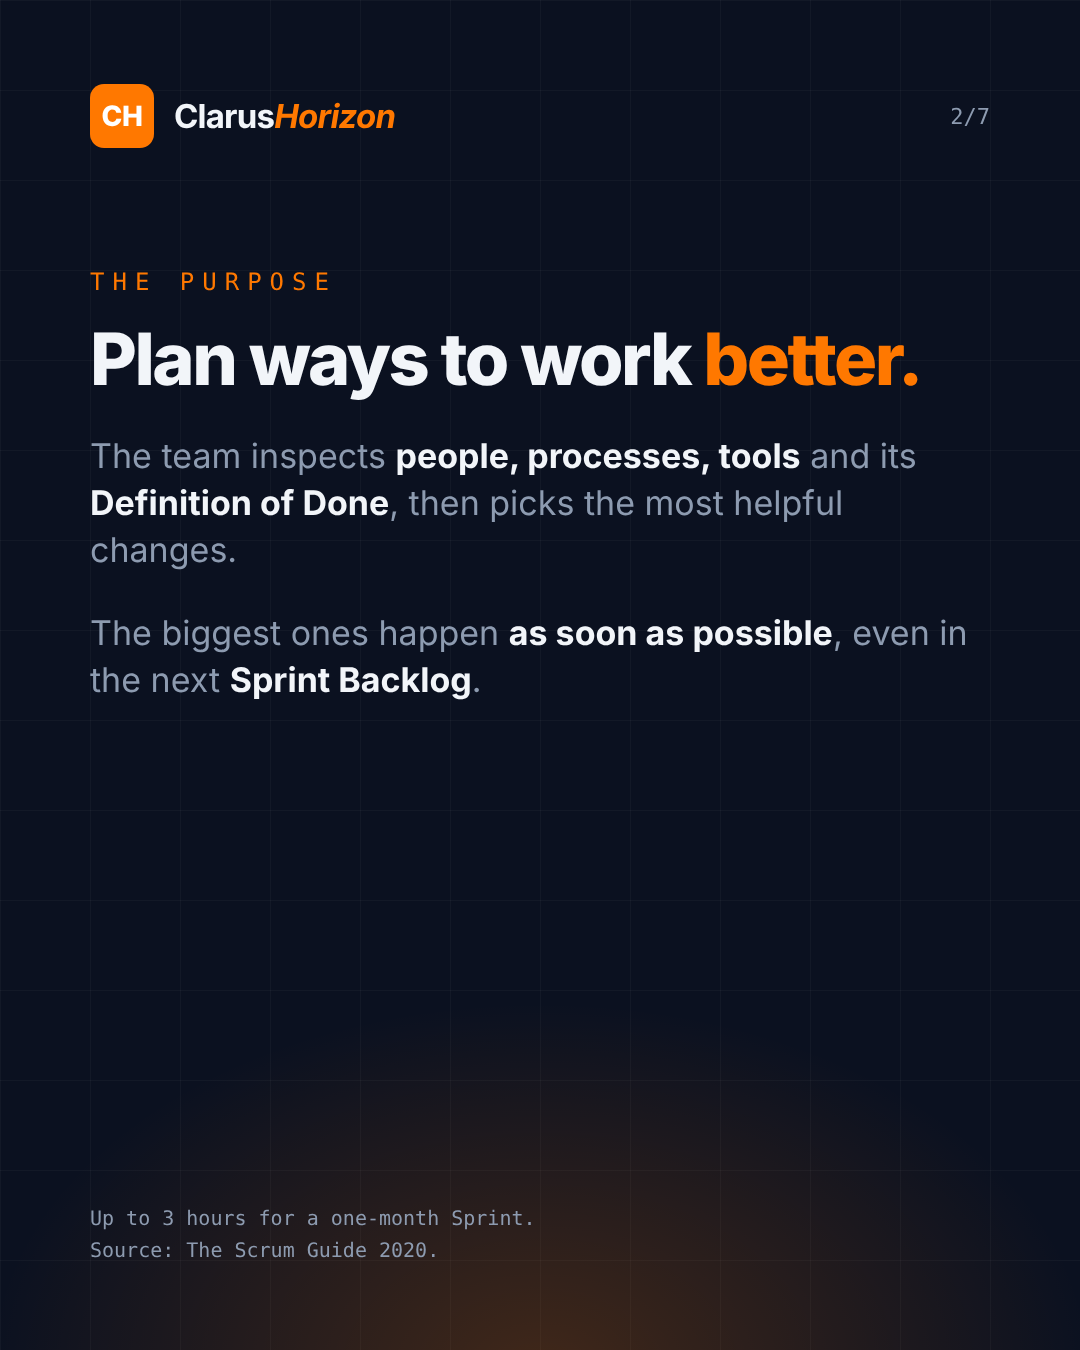 CH ClarusHorizon 2/7
THE PURPOSE
Plan ways to work better.
The team inspects people, processes, tools and its
Definition of Done, then picks the most helpful
changes.
The biggest ones happen as soon as possible, even in
the next Sprint Backlog.
Up to 3 hours for a one-month Sprint.
Source: The Scrum Guide 2020.